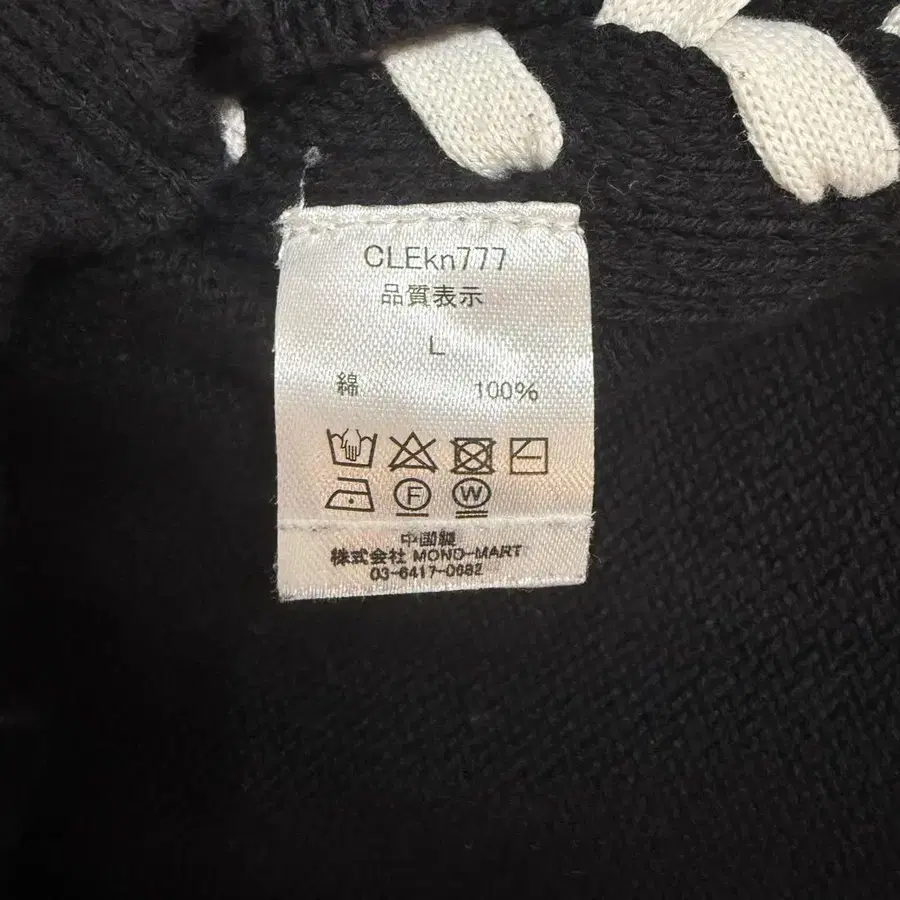 CLEkn777
品質表示
L
綿 100%
F W
中国製
株式会社 MONO-MART
03-6417-0682